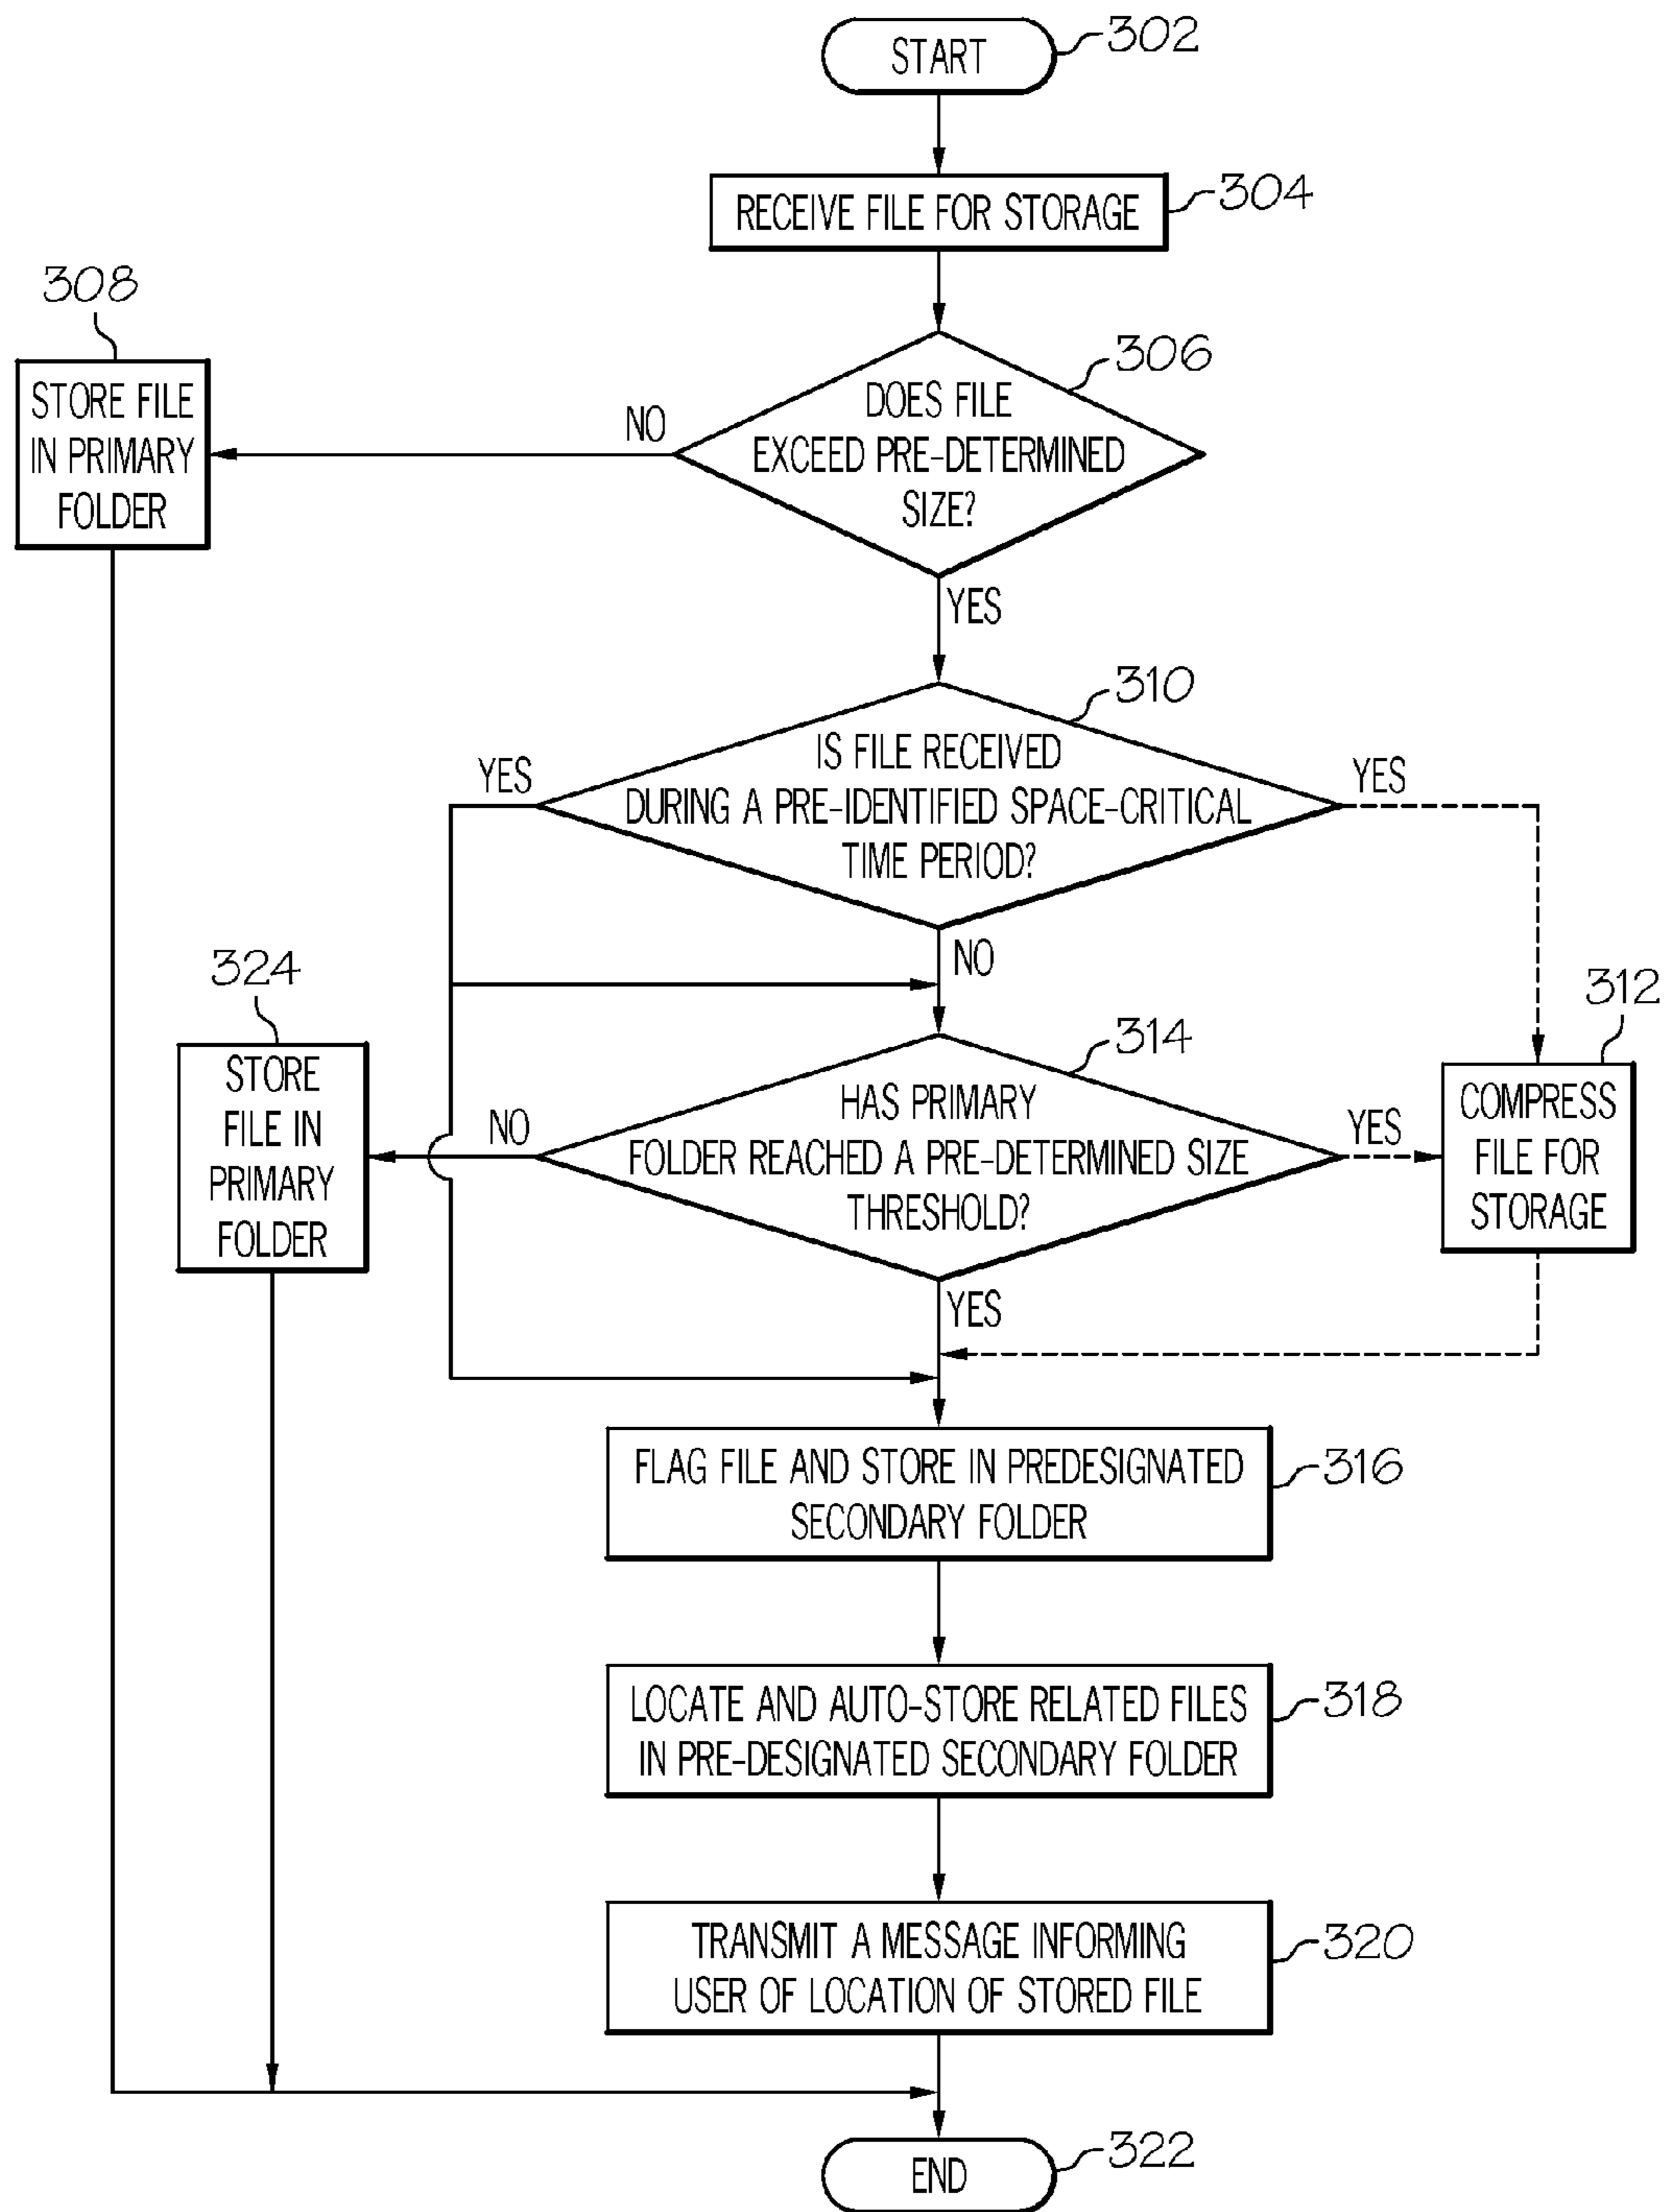 START
302
RECEIVE FILE FOR STORAGE
304
308
STORE FILE
IN PRIMARY
FOLDER
306
DOES FILE
EXCEED PRE-DETERMINED
SIZE?
NO
YES
310
IS FILE RECEIVED
DURING A PRE-IDENTIFIED SPACE-CRITICAL
TIME PERIOD?
YES
YES
NO
324
STORE
FILE IN
PRIMARY
FOLDER
314
HAS PRIMARY
FOLDER REACHED A PRE-DETERMINED SIZE
THRESHOLD?
NO
YES
YES
312
COMPRESS
FILE FOR
STORAGE
FLAG FILE AND STORE IN PREDESIGNATED
SECONDARY FOLDER
316
LOCATE AND AUTO-STORE RELATED FILES
IN PRE-DESIGNATED SECONDARY FOLDER
318
TRANSMIT A MESSAGE INFORMING
USER OF LOCATION OF STORED FILE
320
END
322